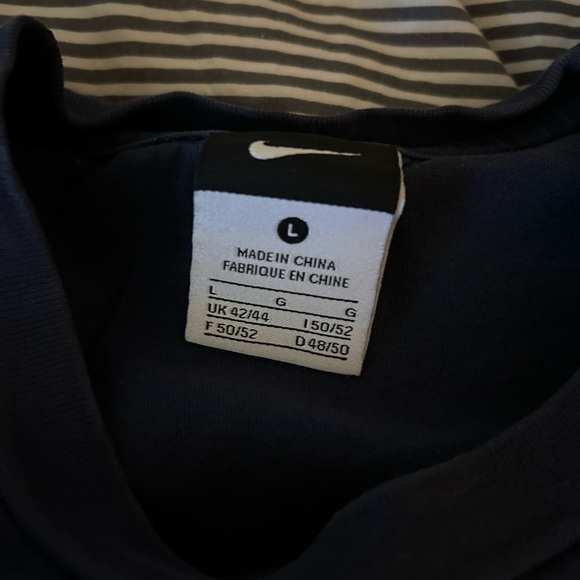 L
MADE IN CHINA
FABRIQUE EN CHINE
L G G
UK 42/44 I 50/52
F 50/52 D 48/50